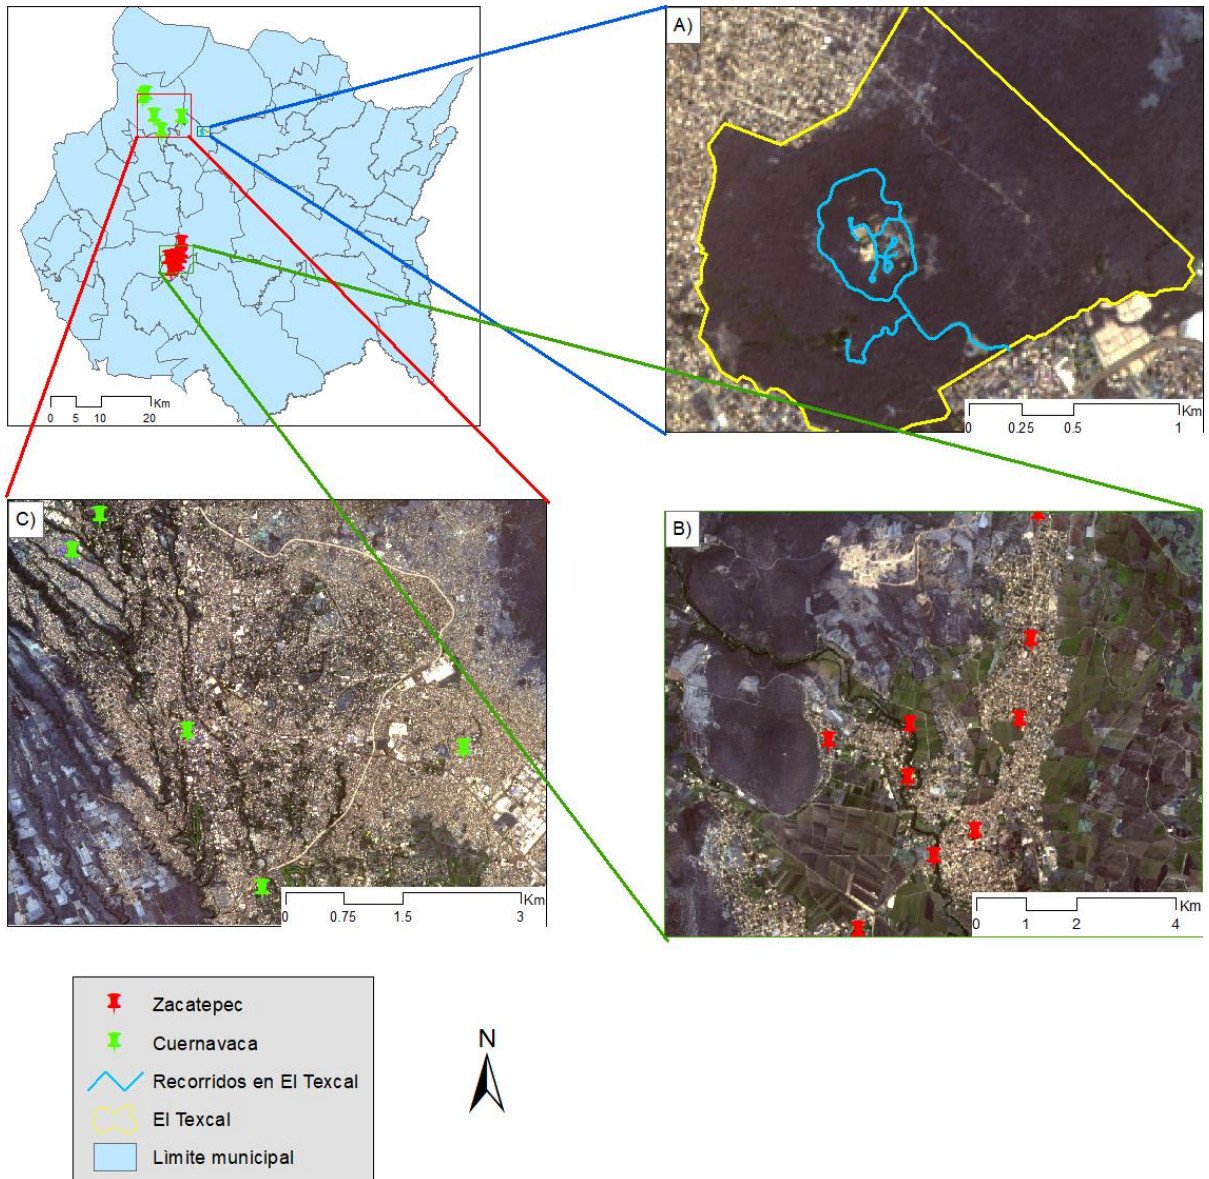 Km
0 5 10 20
A)
Km
0 0.25 0.5 1
C)
Km
0 0.75 1.5 3
B)
Km
0 1 2 4
Zacatepec
Cuernavaca
Recorridos en El Texcal
El Texcal
Lìmite municipal
N